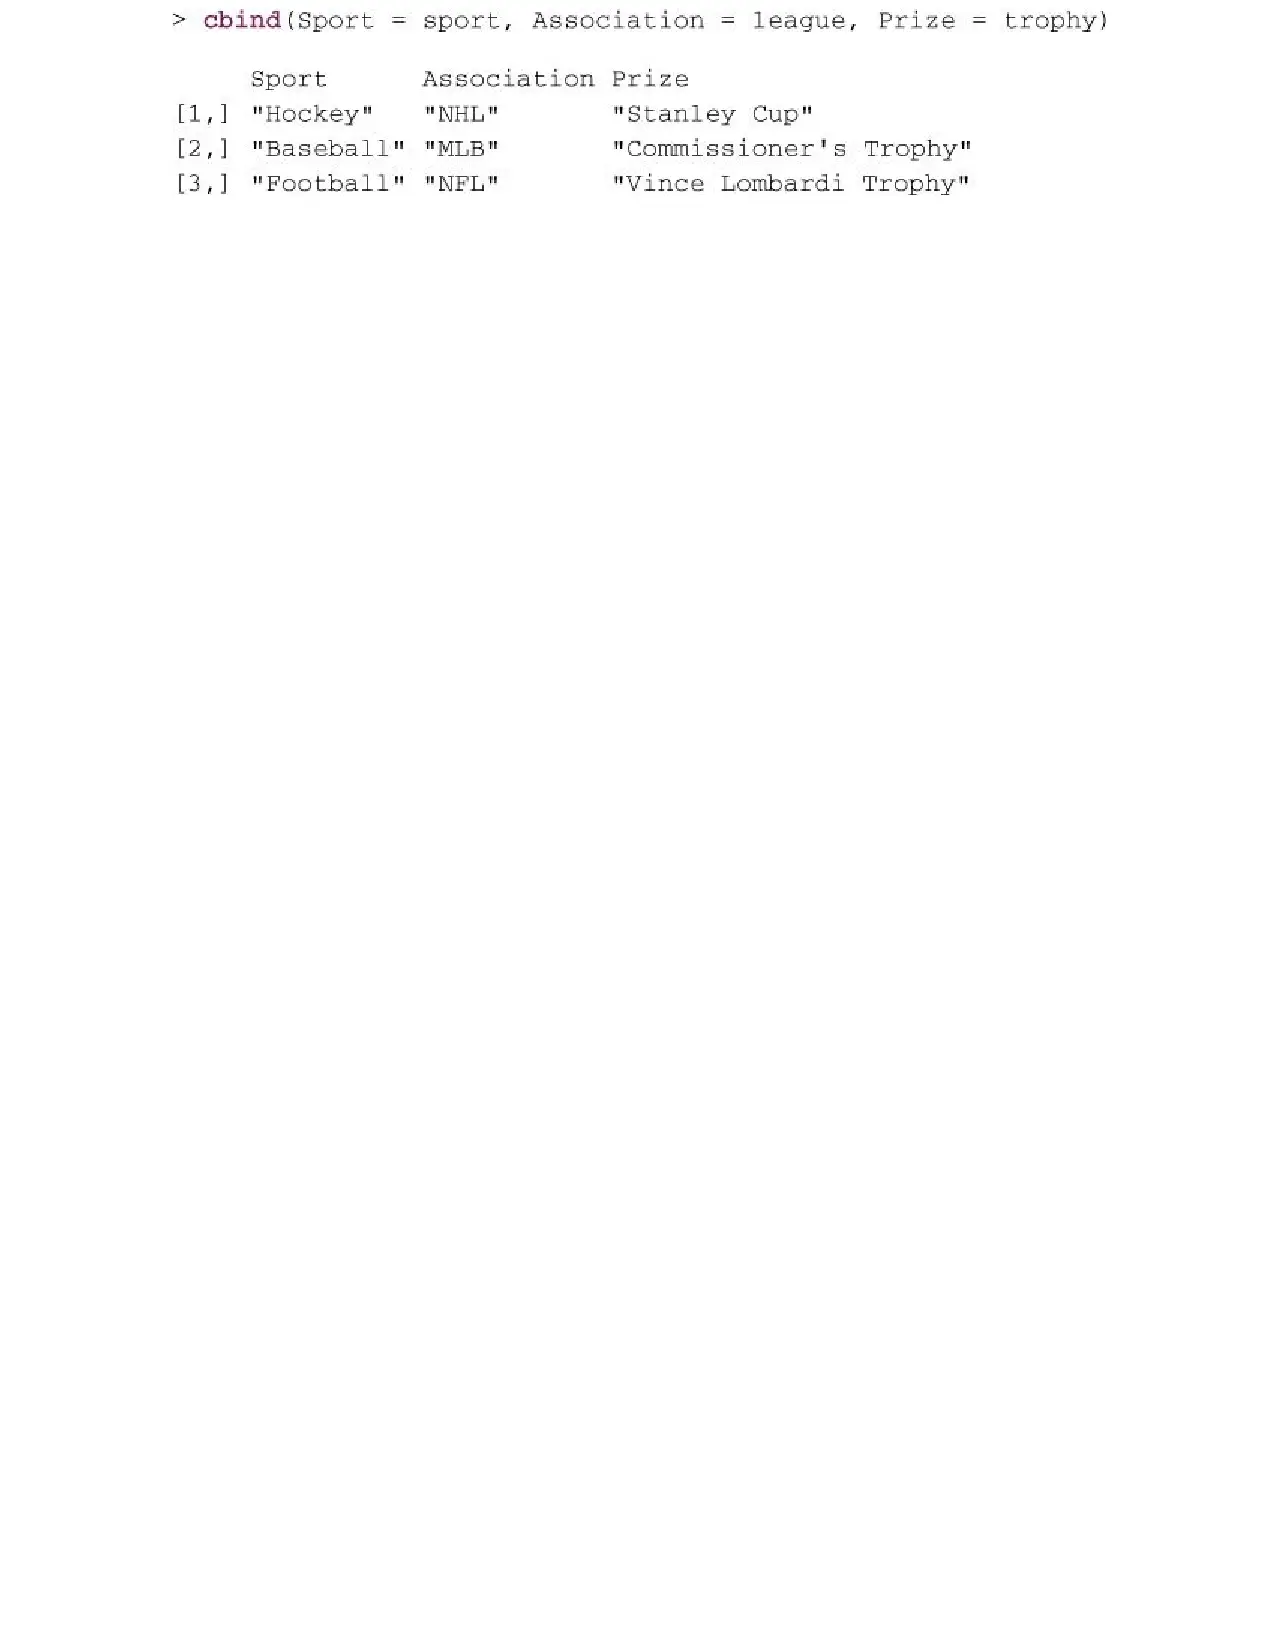 > cbind(Sport = sport, Association = league, Prize = trophy)
Sport Association Prize
[1,] "Hockey" "NHL" "Stanley Cup"
[2,] "Baseball" "MLB" "Commissioner's Trophy"
[3,] "Football" "NFL" "Vince Lombardi Trophy"